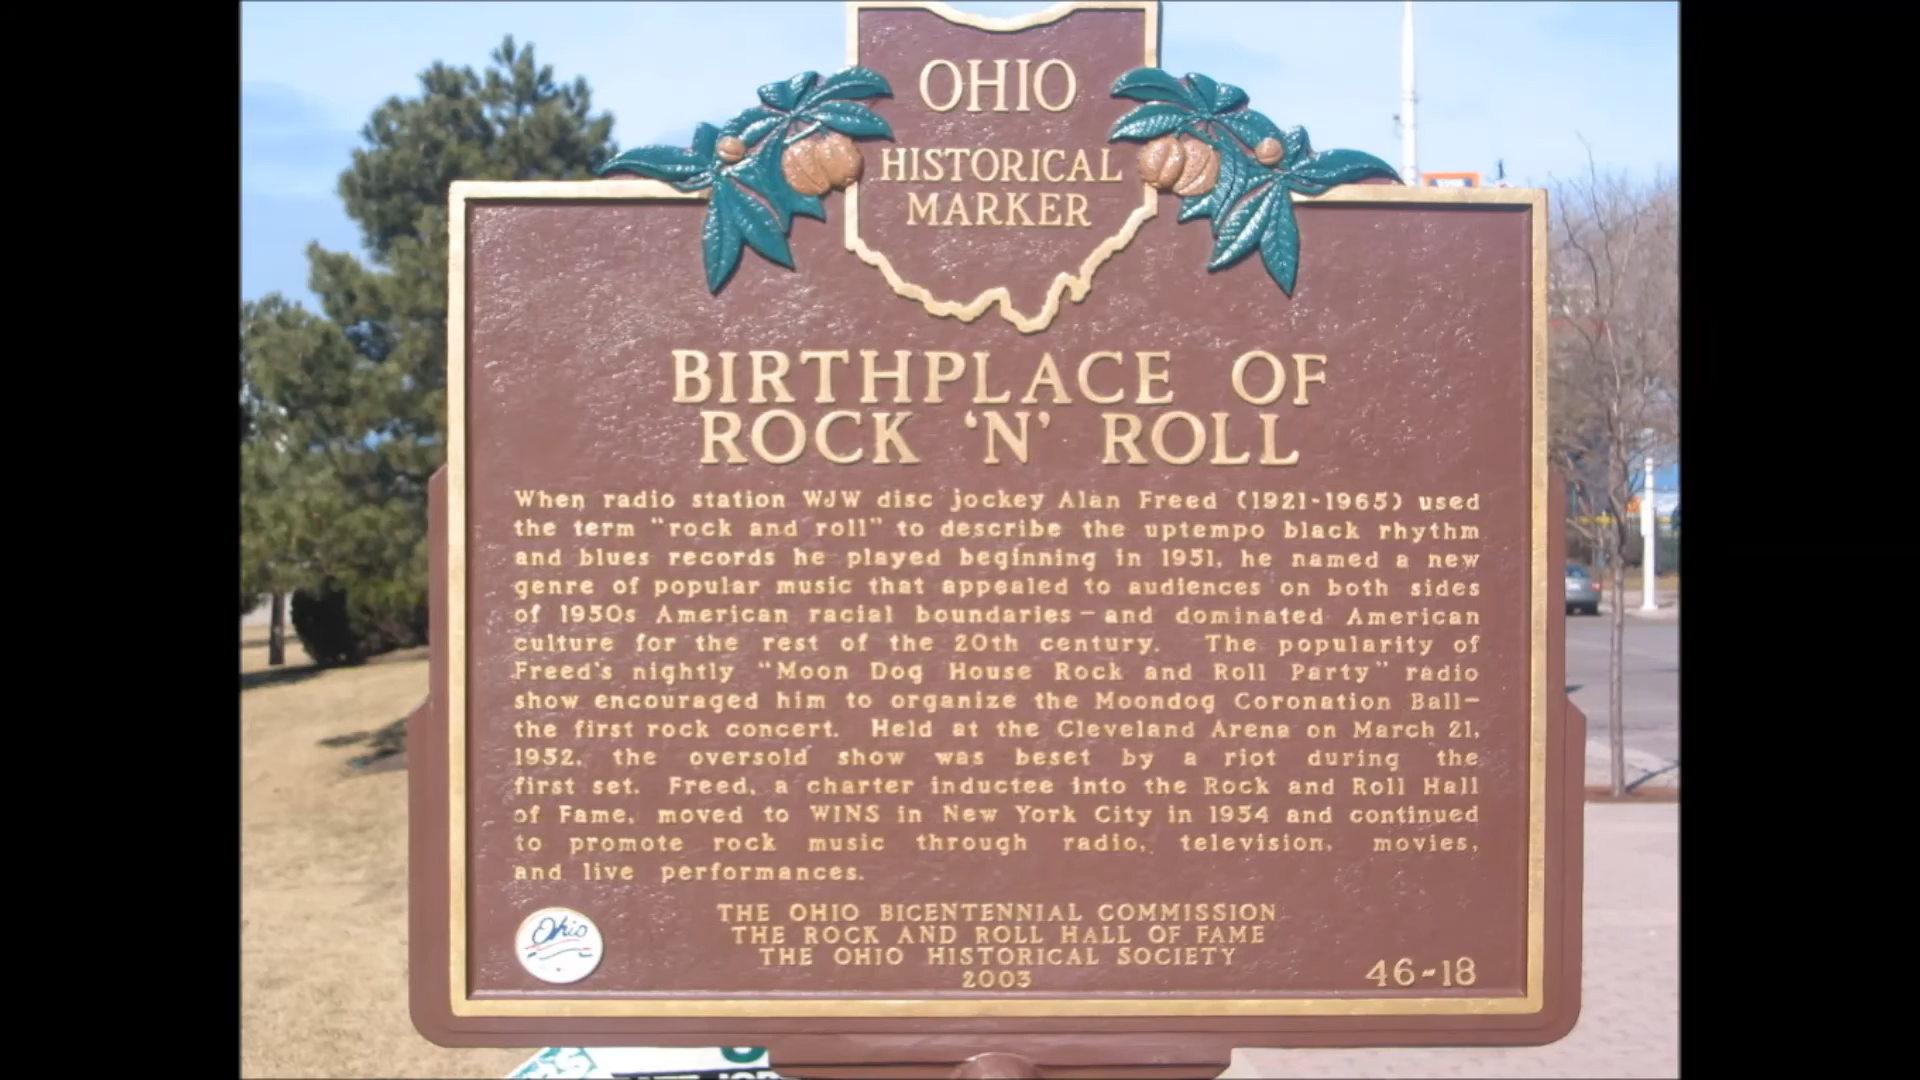 OHIO
HISTORICAL
MARKER
BIRTHPLACE OF
ROCK 'N' ROLL
When radio station WJW disc jockey Alan Freed (1921-1965) used
the term "rock and roll" to describe the uptempo black rhythm
and blues records he played beginning in 1951, he named a new
genre of popular music that appealed to audiences on both sides
of 1950s American racial boundaries—and dominated American
culture for the rest of the 20th century. The popularity of
Freed's nightly "Moon Dog House Rock and Roll Party" radio
show encouraged him to organize the Moondog Coronation Ball—
the first rock concert. Held at the Cleveland Arena on March 21,
1952, the oversold show was beset by a riot during the
first set. Freed, a charter inductee into the Rock and Roll Hall
of Fame, moved to WINS in New York City in 1954 and continued
to promote rock music through radio, television, movies,
and live performances.
THE OHIO BICENTENNIAL COMMISSION
THE ROCK AND ROLL HALL OF FAME
THE OHIO HISTORICAL SOCIETY
2003
Ohio
46-18